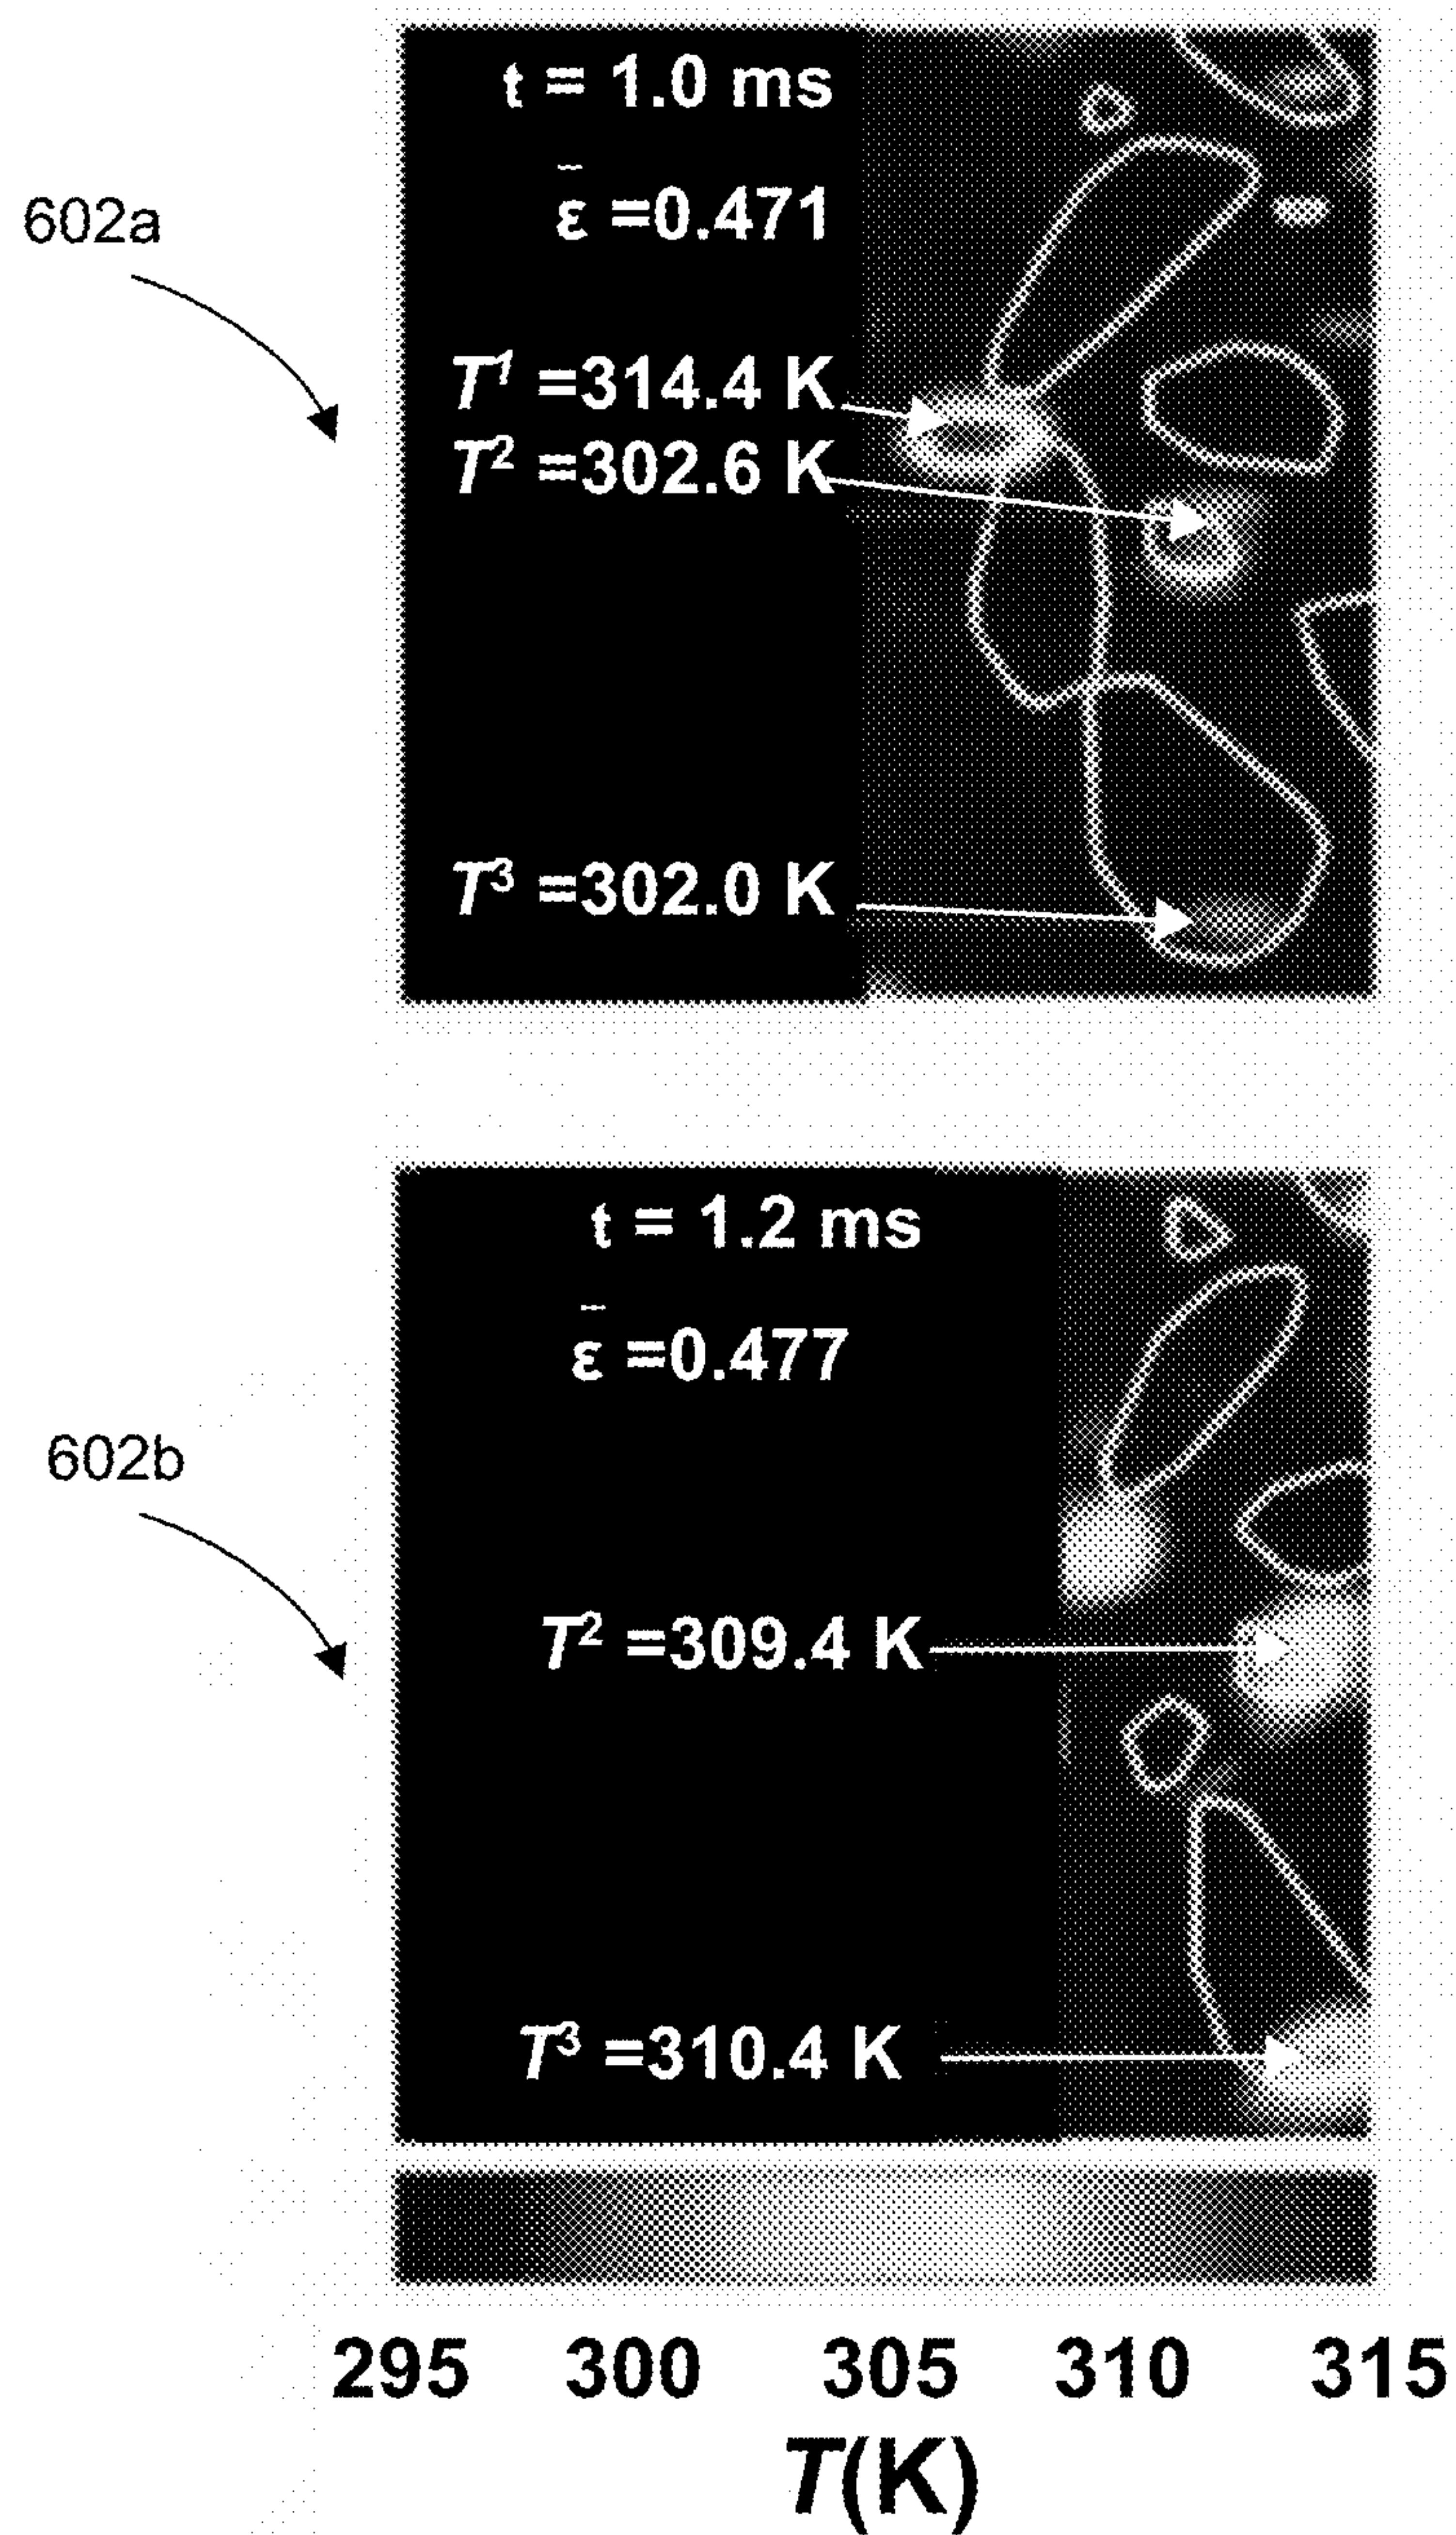 t = 1.0 ms
602a
ε̄ =0.471
T¹ =314.4 K
T² =302.6 K
T³ =302.0 K
t = 1.2 ms
ε̄ =0.477
602b
T² =309.4 K
T³ =310.4 K
295 300 305 310 315
T(K)